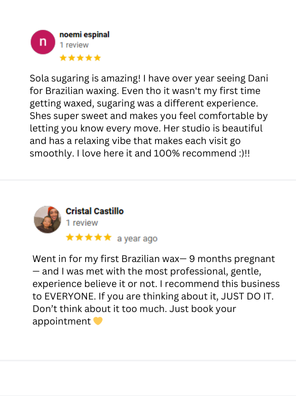 n
noemi espinal
1 review
★★★★★
Sola sugaring is amazing! I have over year seeing Dani
for Brazilian waxing. Even tho it wasn't my first time
getting waxed, sugaring was a different experience.
Shes super sweet and makes you feel comfortable by
letting you know every move. Her studio is beautiful
and has a relaxing vibe that makes each visit go
smoothly. I love here it and 100% recommend :)!!
Cristal Castillo
1 review
★★★★★ a year ago
Went in for my first Brazilian wax— 9 months pregnant
— and I was met with the most professional, gentle,
experience believe it or not. I recommend this business
to EVERYONE. If you are thinking about it, JUST DO IT.
Don't think about it too much. Just book your
appointment 💛